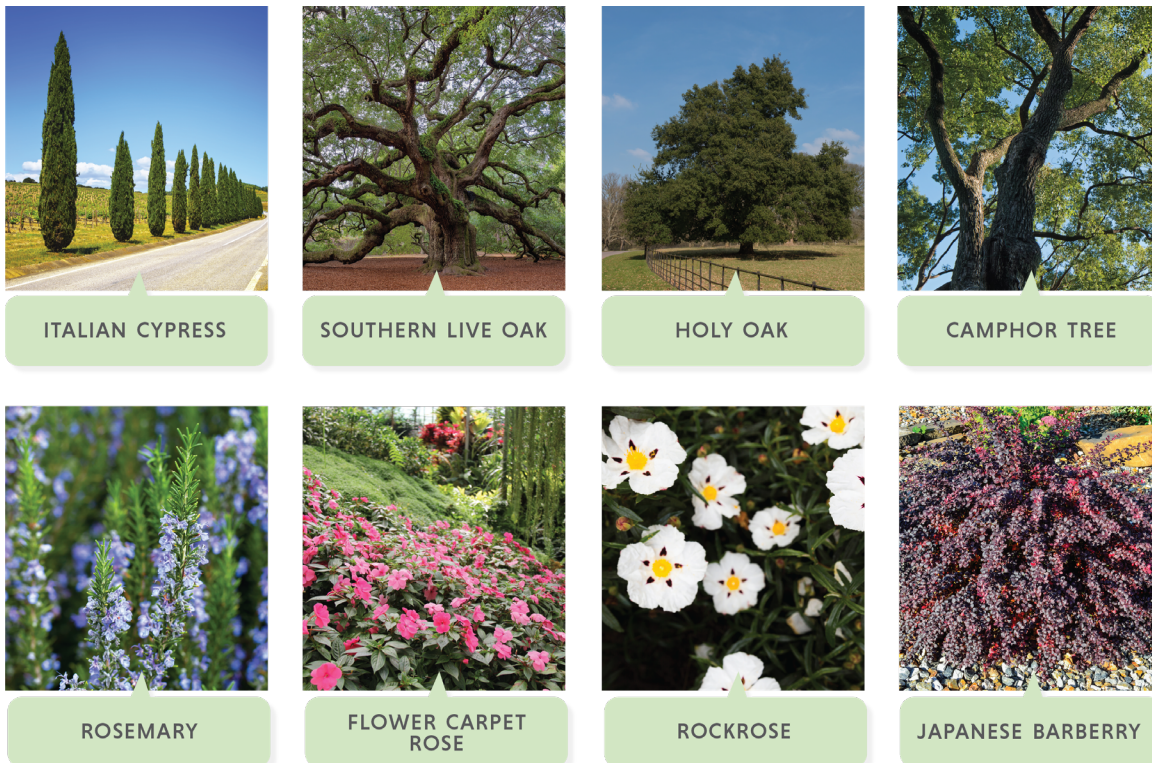 ITALIAN CYPRESS
SOUTHERN LIVE OAK
HOLY OAK
CAMPHOR TREE
ROSEMARY
FLOWER CARPET
ROSE
ROCKROSE
JAPANESE BARBERRY